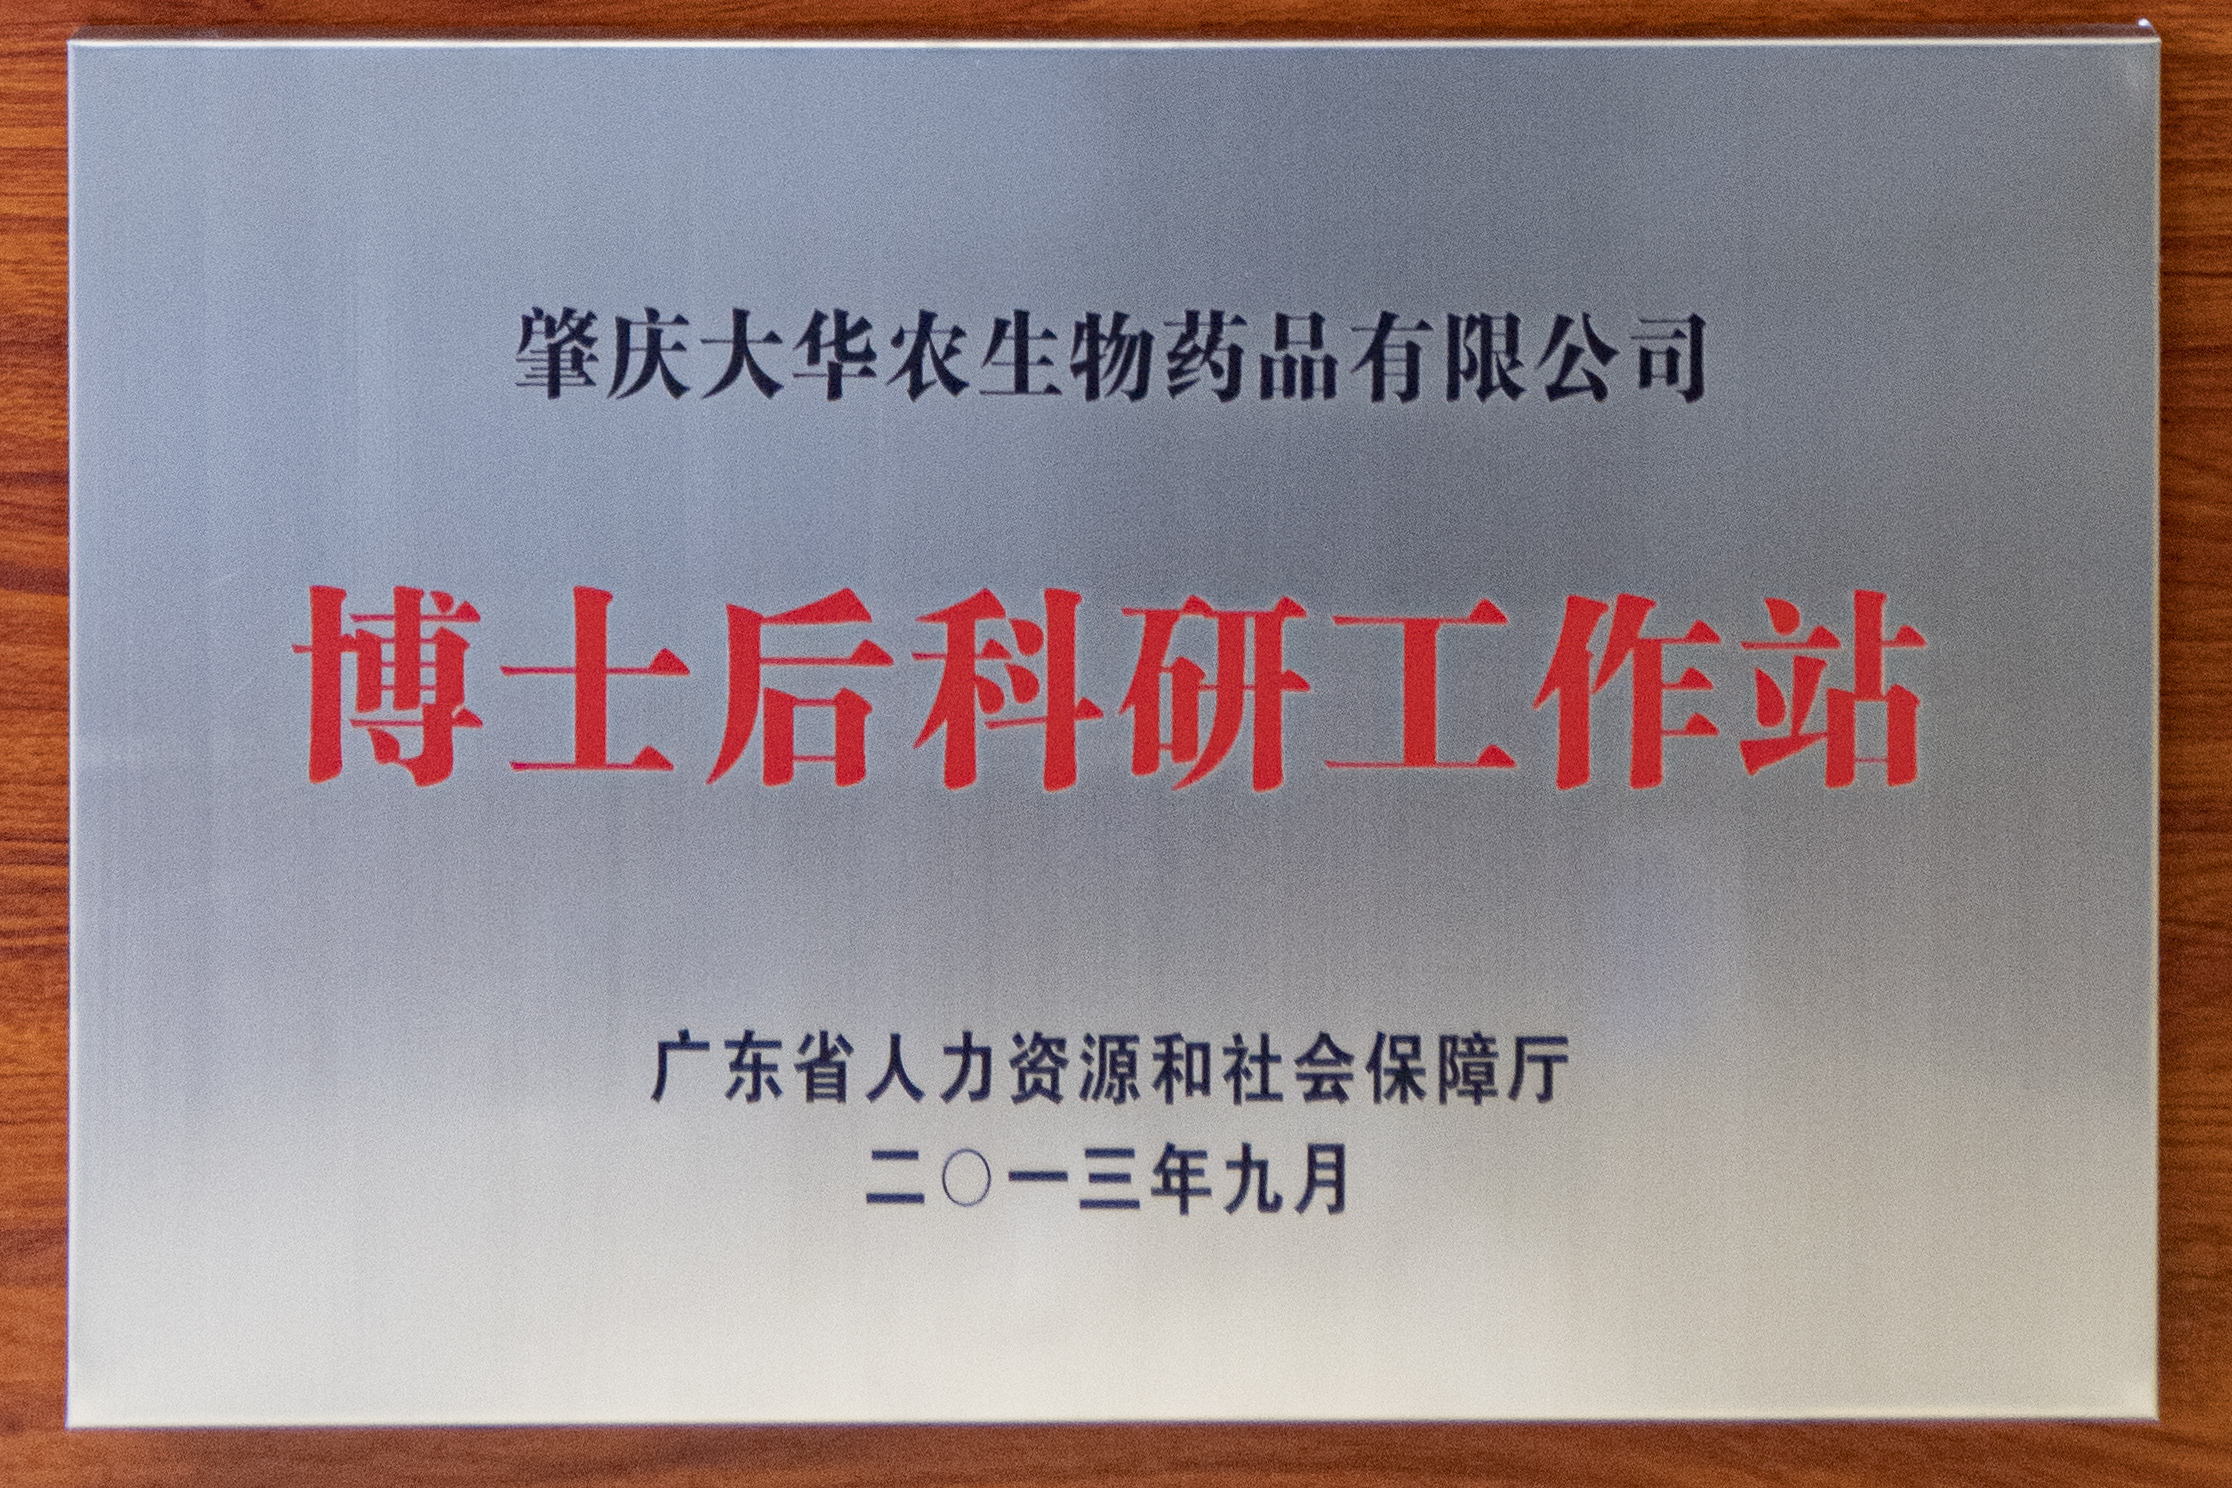 肇庆大华农生物药品有限公司
博士后科研工作站
广东省人力资源和社会保障厅
二〇一三年九月